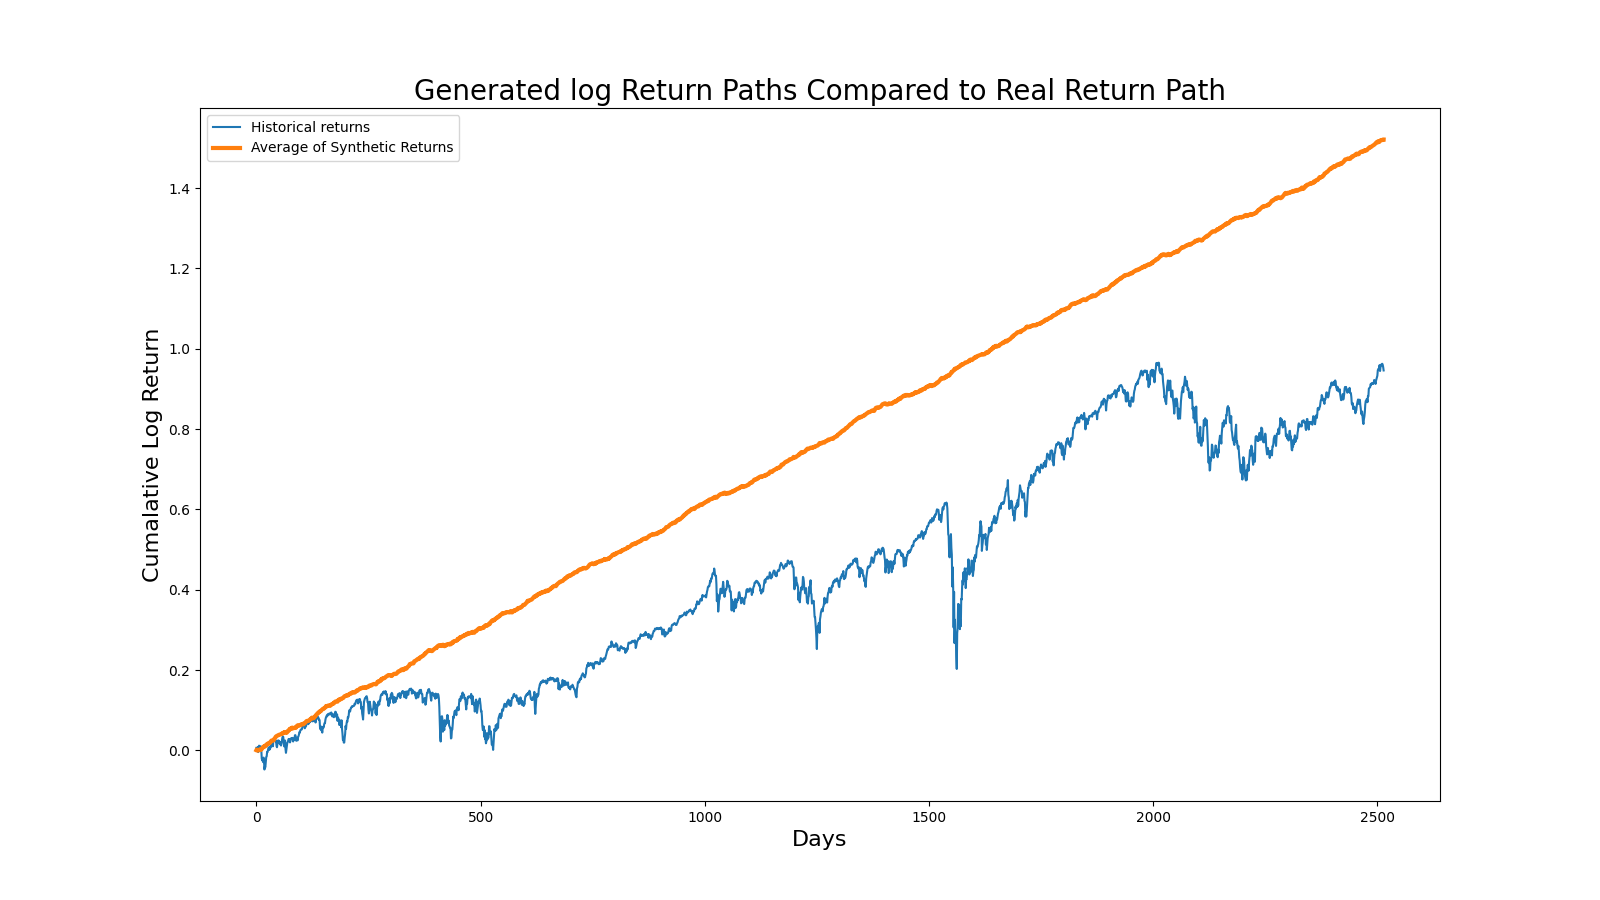 Generated log Return Paths Compared to Real Return Path
Historical returns
Average of Synthetic Returns
Cumalative Log Return
1.4
1.2
1.0
0.8
0.6
0.4
0.2
0.0
0 500 1000 1500 2000 2500
Days